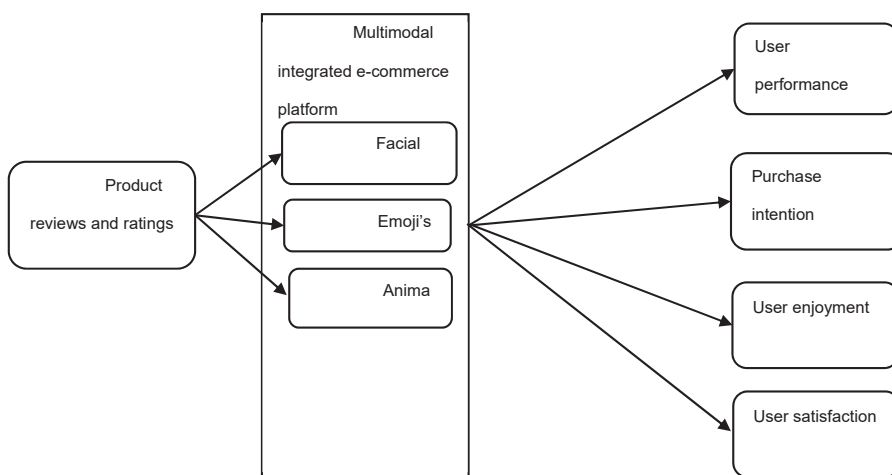 Product
reviews and ratings
Multimodal
integrated e-commerce
platform
Facial
Emoji’s
Anima
User
performance
Purchase
intention
User enjoyment
User satisfaction